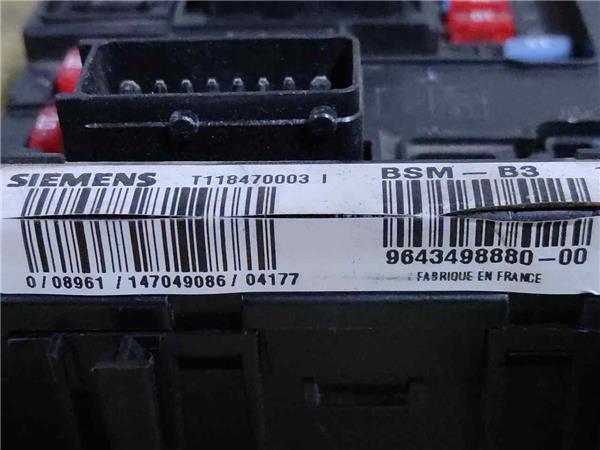 SIEMENS T118470003 I
BSM-B3
9643498880-00
0/08961/147049086/04177
FABRIQUE EN FRANCE